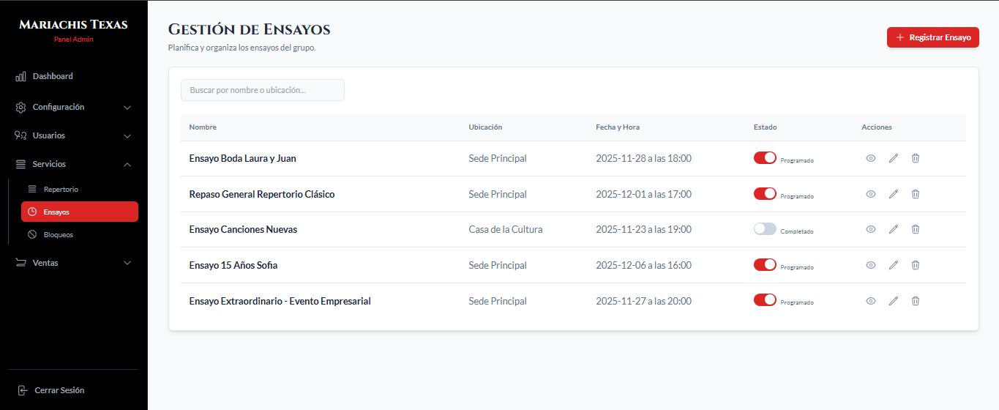 Mariachis Texas
Panel Admin
Dashboard
Configuración
Usuarios
Servicios
Repertorio
Ensayos
Bloqueos
Ventas
Cerrar Sesión
Gestión de Ensayos
Planifica y organiza los ensayos del grupo.
Registrar Ensayo
Buscar por nombre o ubicación...
Nombre Ubicación Fecha y Hora Estado Acciones
Ensayo Boda Laura y Juan Sede Principal 2025-11-28 a las 18:00 Programado
Repaso General Repertorio Clásico Sede Principal 2025-12-01 a las 17:00 Programado
Ensayo Canciones Nuevas Casa de la Cultura 2025-11-23 a las 19:00 Completado
Ensayo 15 Años Sofia Sede Principal 2025-12-06 a las 16:00 Programado
Ensayo Extraordinario - Evento Empresarial Sede Principal 2025-11-27 a las 20:00 Programado